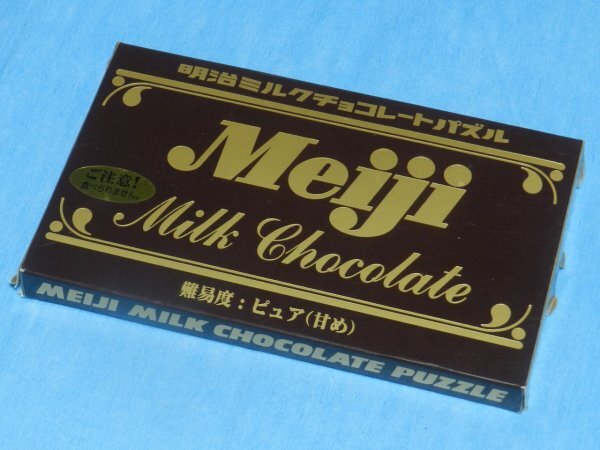 明治ミルクチョコレートパズル
Meiji
ご注意!
食べられません。
Milk Chocolate
難易度:ピュア(甘め)
MEIJI MILK CHOCOLATE PUZZLE